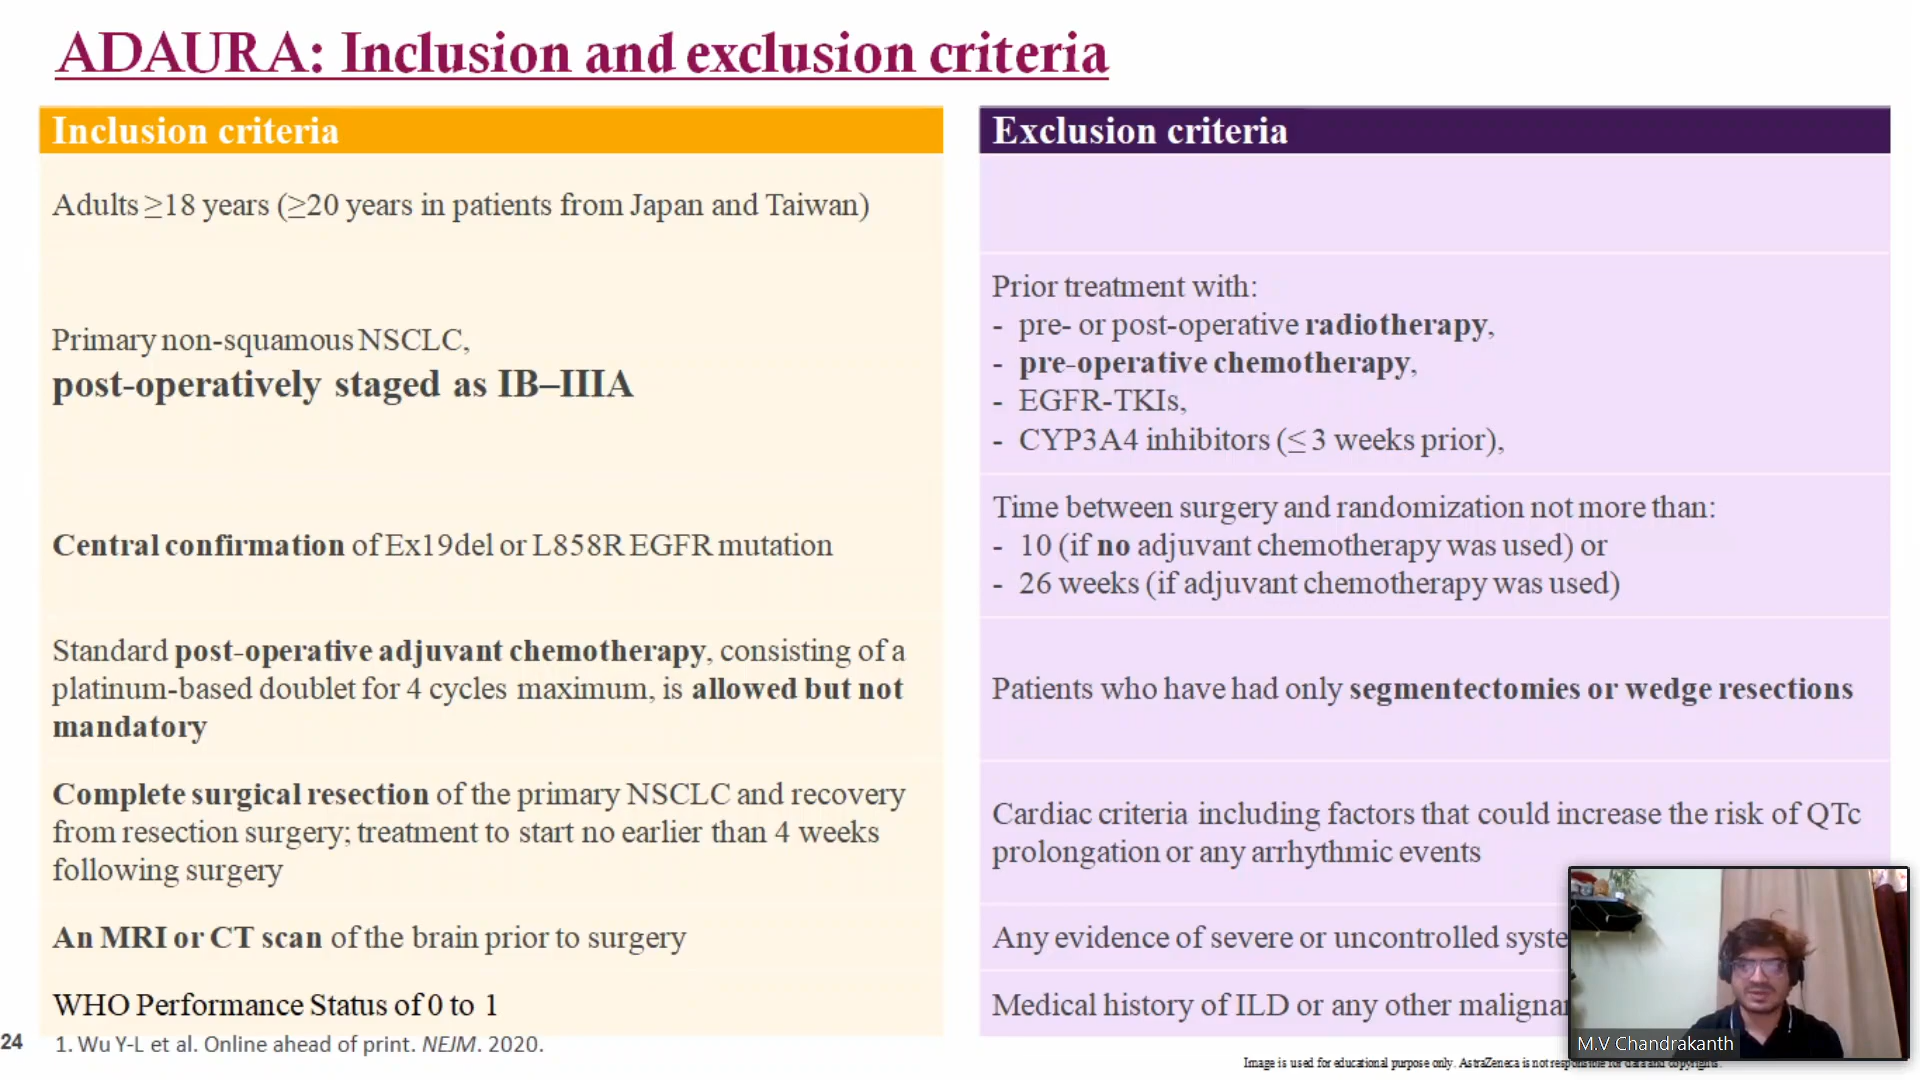 ADAURA: Inclusion and exclusion criteria
Inclusion criteria
Adults ≥18 years (≥20 years in patients from Japan and Taiwan)
Primary non-squamous NSCLC,
post-operatively staged as IB–IIIA
Central confirmation of Ex19del or L858R EGFR mutation
Standard post-operative adjuvant chemotherapy, consisting of a
platinum-based doublet for 4 cycles maximum, is allowed but not
mandatory
Complete surgical resection of the primary NSCLC and recovery
from resection surgery; treatment to start no earlier than 4 weeks
following surgery
An MRI or CT scan of the brain prior to surgery
WHO Performance Status of 0 to 1
Exclusion criteria
Prior treatment with:
- pre- or post-operative radiotherapy,
- pre-operative chemotherapy,
- EGFR-TKIs,
- CYP3A4 inhibitors (≤ 3 weeks prior),
Time between surgery and randomization not more than:
- 10 (if no adjuvant chemotherapy was used) or
- 26 weeks (if adjuvant chemotherapy was used)
Patients who have had only segmentectomies or wedge resections
Cardiac criteria including factors that could increase the risk of QTc
prolongation or any arrhythmic events
Any evidence of severe or uncontrolled
Medical history of ILD or any other
24
1. Wu Y-L et al. Online ahead of print. NEJM. 2020.
Image is used for educational purpose only. AstraZeneca is not responsible for data and copyrights.
M.V Chandrakanth